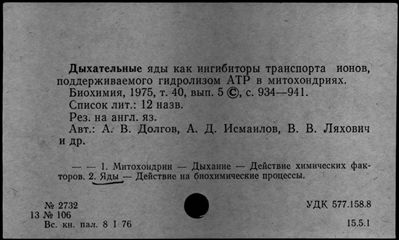 Дыхательные яды как ингибиторы транспорта ионов,
поддерживаемого гидролизом АТР в митохондриях.
Биохимия, 1975, т. 40, вып. 5 ©, с. 934—941.
Список лит.: 12 назв.
Рез. на англ. яз.
Авт.: А. В. Долгов, А. Д. Исмаилов, В. В. Ляхович
и др.
— — 1. Митохондрии — Дыхание — Действие химических фак-
торов. 2. Яды — Действие на биохимические процессы.
№ 2732 УДК 577.158.8
13 № 106
Вс. кн. пал. 8 I 76 15.5.1